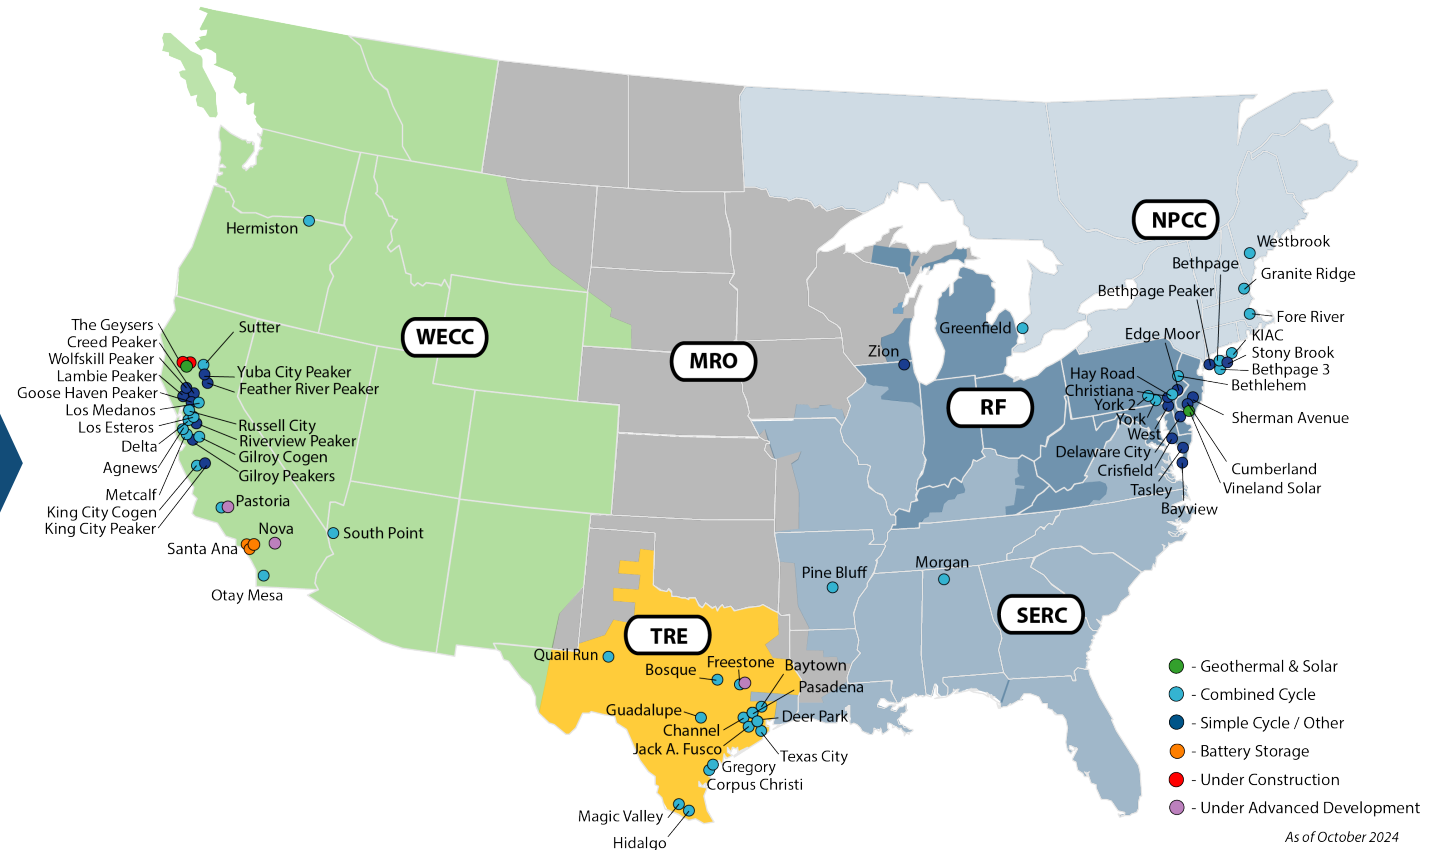 NPCC
WECC
MRO
RF
TRE
SERC
Hermiston
The Geysers
Creed Peaker
Wolfskill Peaker
Lambie Peaker
Goose Haven Peaker
Los Medanos
Los Esteros
Delta
Agnews
Metcalf
King City Cogen
King City Peaker
Sutter
Yuba City Peaker
Feather River Peaker
Russell City
Riverview Peaker
Gilroy Cogen
Gilroy Peakers
Pastoria
Nova
Santa Ana
Otay Mesa
South Point
Quail Run
Bosque
Freestone
Baytown
Pasadena
Guadalupe
Channel
Deer Park
Jack A. Fusco
Texas City
Gregory
Corpus Christi
Magic Valley
Hidalgo
Pine Bluff
Morgan
Zion
Greenfield
Westbrook
Bethpage
Granite Ridge
Bethpage Peaker
Fore River
Edge Moor
KIAC
Stony Brook
Bethpage 3
Hay Road
Bethlehem
Christiana
York 2
York
West
Sherman Avenue
Delaware City
Crisfield
Cumberland
Tasley
Vineland Solar
Bayview
- Geothermal & Solar
- Combined Cycle
- Simple Cycle / Other
- Battery Storage
- Under Construction
- Under Advanced Development
As of October 2024